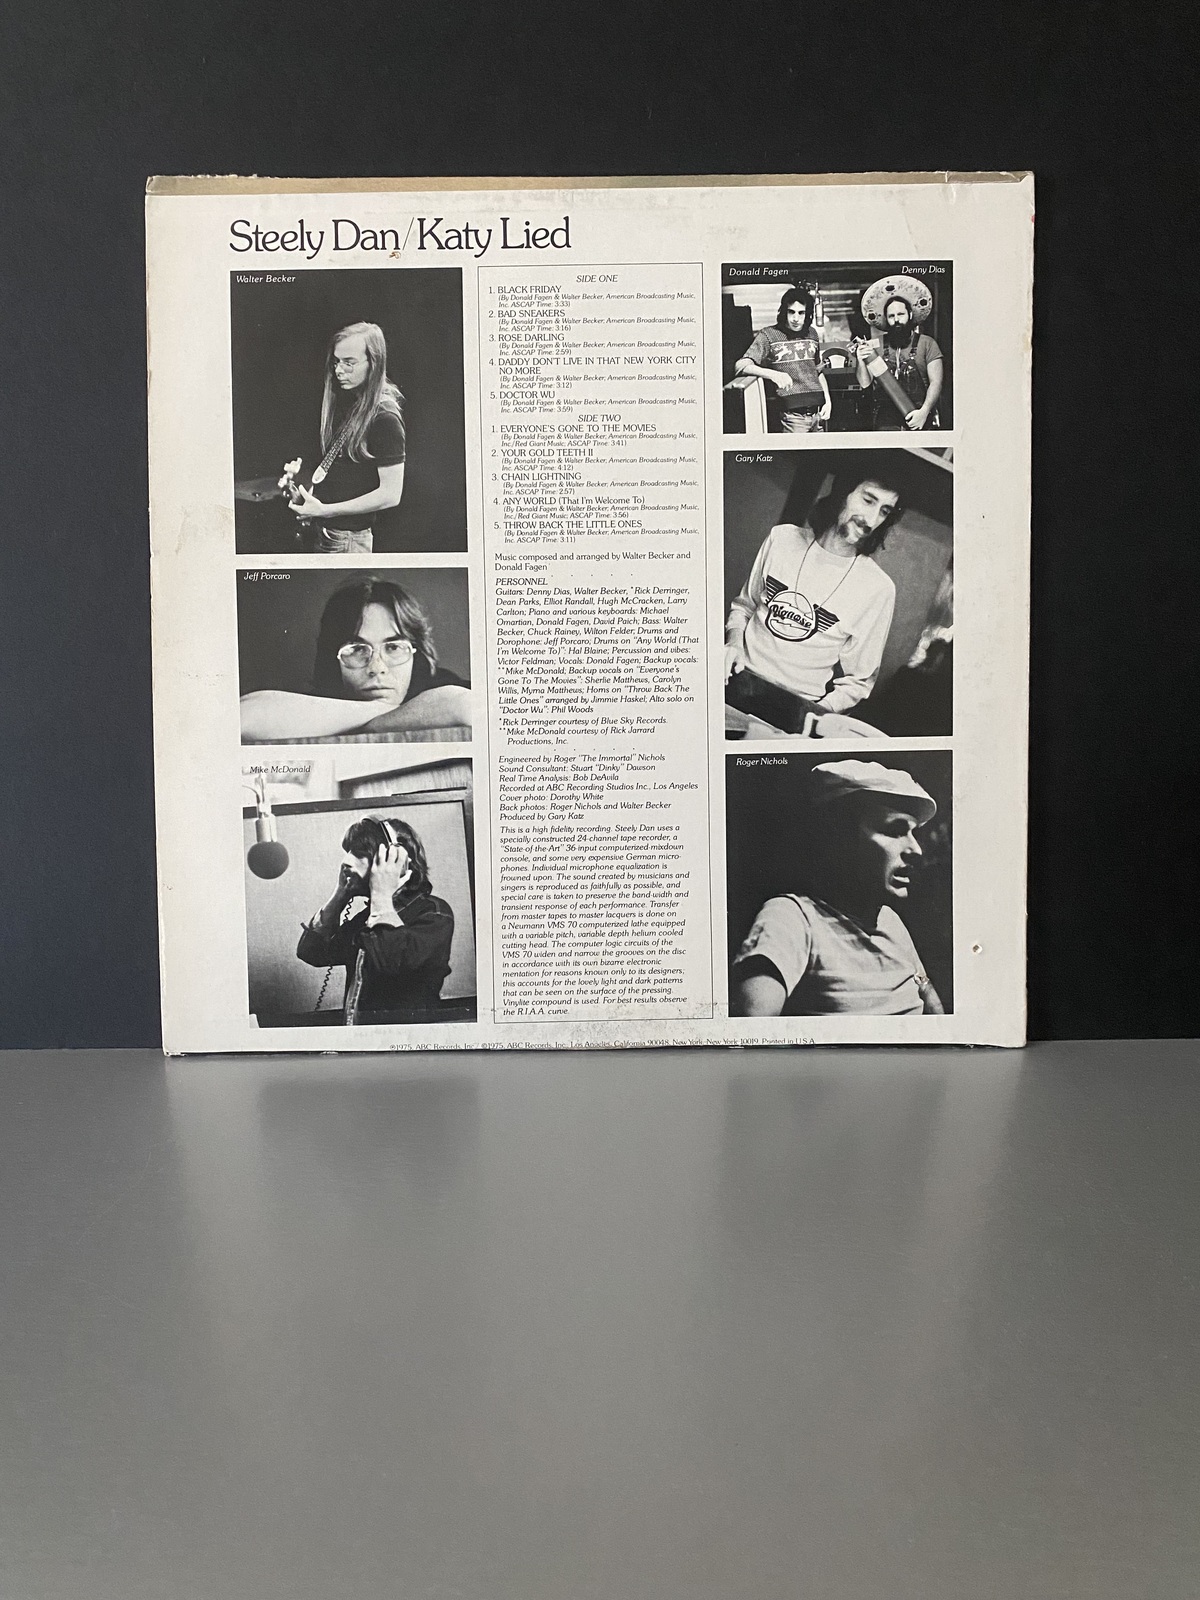 Steely Dan/Katy Lied
Walter Becker
Jeff Porcaro
Mike McDonald
SIDE ONE
1. BLACK FRIDAY
(By Donald Fagen & Walter Becker, American Broadcasting Music,
Inc. ASCAP Time: 3:33)
2. BAD SNEAKERS
(By Donald Fagen & Walter Becker, American Broadcasting Music,
Inc. ASCAP Time: 3:16)
3. ROSE DARLING
(By Donald Fagen & Walter Becker, American Broadcasting Music,
Inc. ASCAP Time: 2:59)
4. DADDY DON'T LIVE IN THAT NEW YORK CITY
NO MORE
(By Donald Fagen & Walter Becker, American Broadcasting Music,
Inc. ASCAP Time: 3:12)
5. DOCTOR WU
(By Donald Fagen & Walter Becker, American Broadcasting Music,
Inc. ASCAP Time: 3:59)
SIDE TWO
1. EVERYONE'S GONE TO THE MOVIES
(By Donald Fagen & Walter Becker, American Broadcasting Music,
Inc./Red Giant Music; ASCAP Time: 3:41)
2. YOUR GOLD TEETH II
(By Donald Fagen & Walter Becker, American Broadcasting Music,
Inc. ASCAP Time: 4:12)
3. CHAIN LIGHTNING
(By Donald Fagen & Walter Becker, American Broadcasting Music,
Inc. ASCAP Time: 2:57)
4. ANY WORLD (That I'm Welcome To)
(By Donald Fagen & Walter Becker, American Broadcasting Music,
Inc./Red Giant Music; ASCAP Time: 3:56)
5. THROW BACK THE LITTLE ONES
(By Donald Fagen & Walter Becker, American Broadcasting Music,
Inc. ASCAP Time: 3:11)
Music composed and arranged by Walter Becker and
Donald Fagen
PERSONNEL
Guitars: Denny Dias, Walter Becker, *Rick Derringer,
Dean Parks, Elliot Randall, Hugh McCracken, Larry
Carlton; Piano and various keyboards: Michael
Omartian, Donald Fagen, David Paich; Bass: Walter
Becker, Chuck Rainey, Wilton Felder; Drums and
Dorophone: Jeff Porcaro; Drums on "Any World (That
I'm Welcome To)": Hal Blaine; Percussion and vibes:
Victor Feldman; Vocals: Donald Fagen; Backup vocals:
**Mike McDonald; Backup vocals on "Everyone's
Gone To The Movies": Sherlie Matthews, Carolyn
Willis, Myrna Matthews; Horns on "Throw Back The
Little Ones" arranged by Jimmie Haskel; Alto solo on
"Doctor Wu": Phil Woods
*Rick Derringer courtesy of Blue Sky Records.
**Mike McDonald courtesy of Rick Jarrard
Productions, Inc.
Engineered by Roger "The Immortal" Nichols
Sound Consultant: Stuart "Dinky" Dawson
Real Time Analysis: Bob DeAvila
Recorded at ABC Recording Studios Inc., Los Angeles
Cover photo: Dorothy White
Back photos: Roger Nichols and Walter Becker
Produced by Gary Katz
This is a high fidelity recording. Steely Dan uses a
specially constructed 24-channel tape recorder, a
"State-of-the-Art" 36-input computerized mixdown
console, and some very expensive German micro-
phones. Individual microphone equalization is
frowned upon. The sound created by musicians and
singers is reproduced as faithfully as possible, and
special care is taken to preserve the band-width and
transient response of each performance. Transfer
from master tapes to master lacquers is done on
a Neumann VMS 70 computerized lathe equipped
with a variable pitch, variable depth helium cooled
cutting head. The computer logic circuits of the
VMS 70 widen and narrow the grooves on the disc
in accordance with its own bizarre electronic
mentation for reasons known only to its designers;
this accounts for the lovely light and dark patterns
that can be seen on the surface of the pressing.
Vinylite compound is used. For best results observe
the R.I.A.A. curve.
Donald Fagen
Denny Dias
Gary Katz
Roger Nichols
℗1975, ABC Records, Inc./©1975, ABC Records, Inc., Los Angeles, California 90048, New York, New York 10019. Printed in U.S.A.